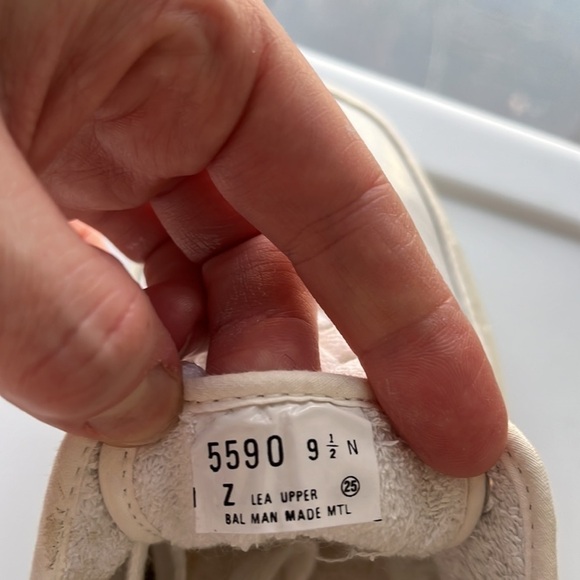 5590 9 ½ N
Z LEA UPPER 25
BAL MAN MADE MTL